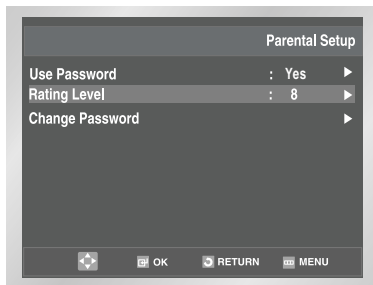 Parental Setup
Use Password : Yes ►
Rating Level : 8 ►
Change Password ►
OK RETURN MENU